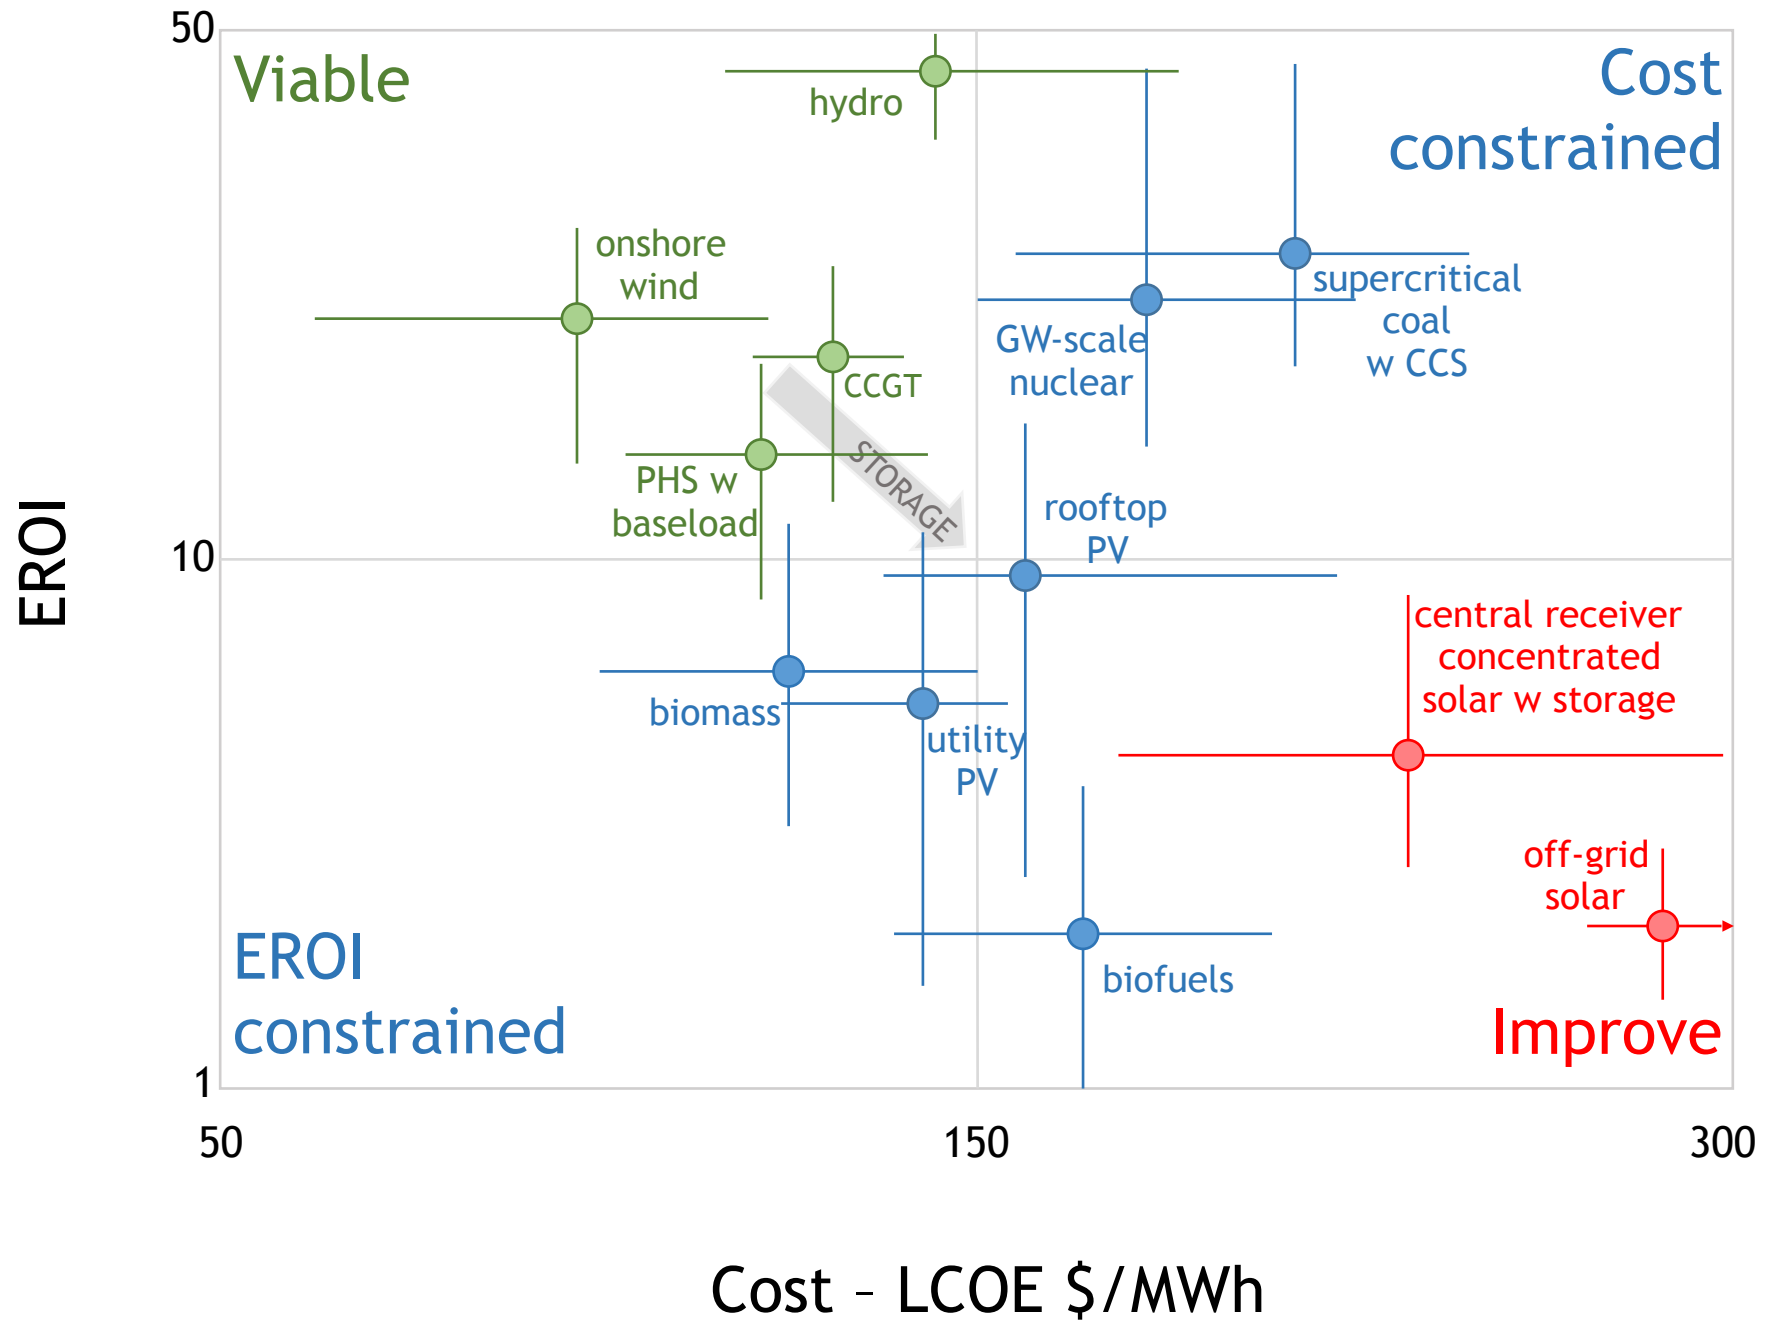 50
Viable
Cost
constrained
hydro
onshore
wind
supercritical
coal
w CCS
GW-scale
nuclear
CCGT
STORAGE
PHS w
baseload
rooftop
PV
EROI
10
central receiver
concentrated
solar w storage
biomass
utility
PV
off-grid
solar
EROI
constrained
biofuels
Improve
1
50
150
300
Cost – LCOE $/MWh